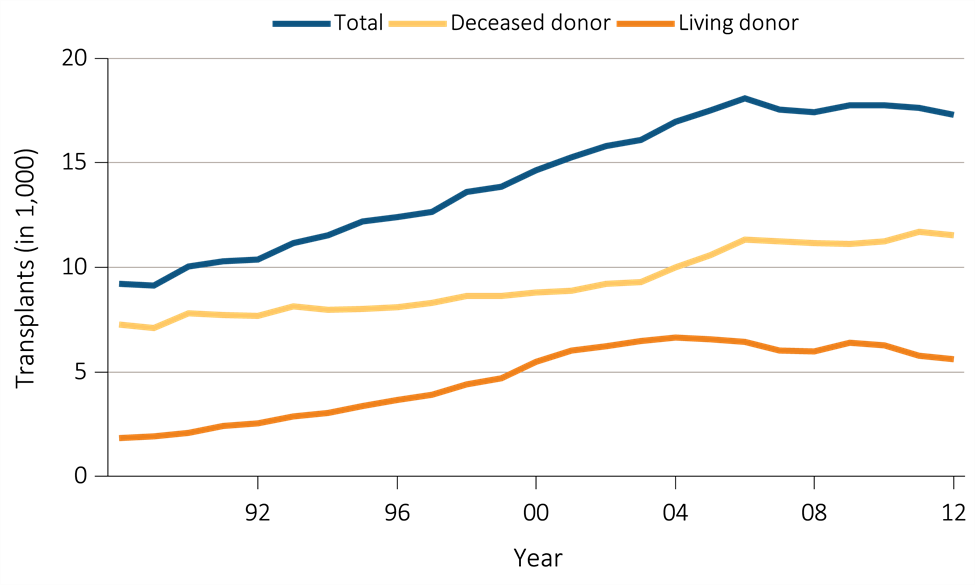 Total Deceased donor Living donor
20
15
10
5
0
Transplants (in 1,000)
92 96 00 04 08 12
Year